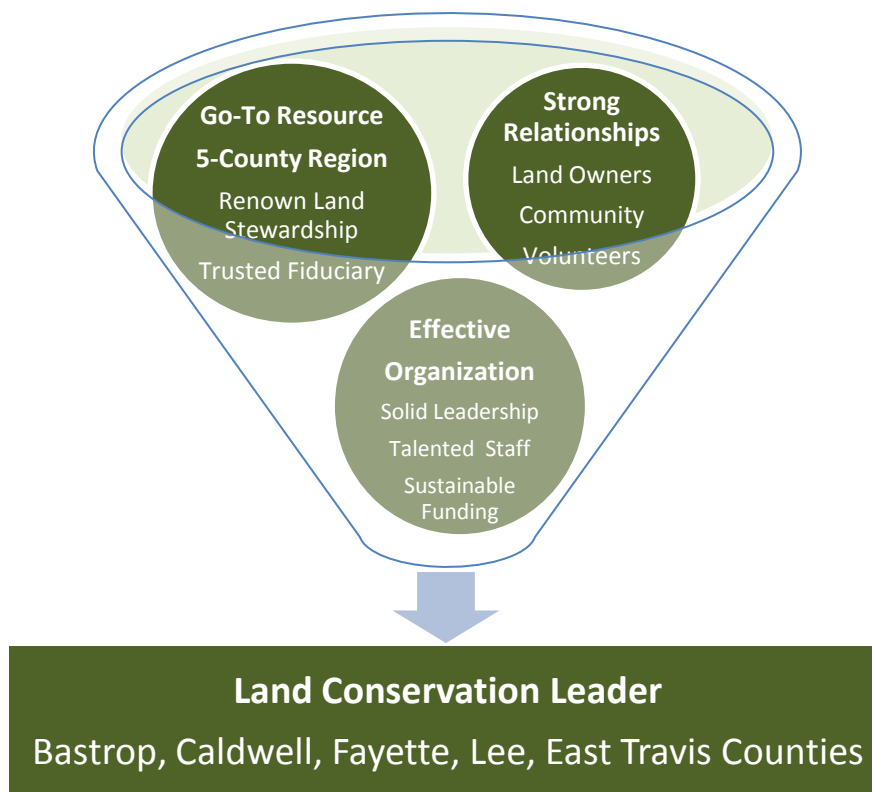 Go-To Resource
5-County Region
Renown Land
Stewardship
Trusted Fiduciary
Strong
Relationships
Land Owners
Community
Volunteers
Effective
Organization
Solid Leadership
Talented Staff
Sustainable
Funding
Land Conservation Leader
Bastrop, Caldwell, Fayette, Lee, East Travis Counties